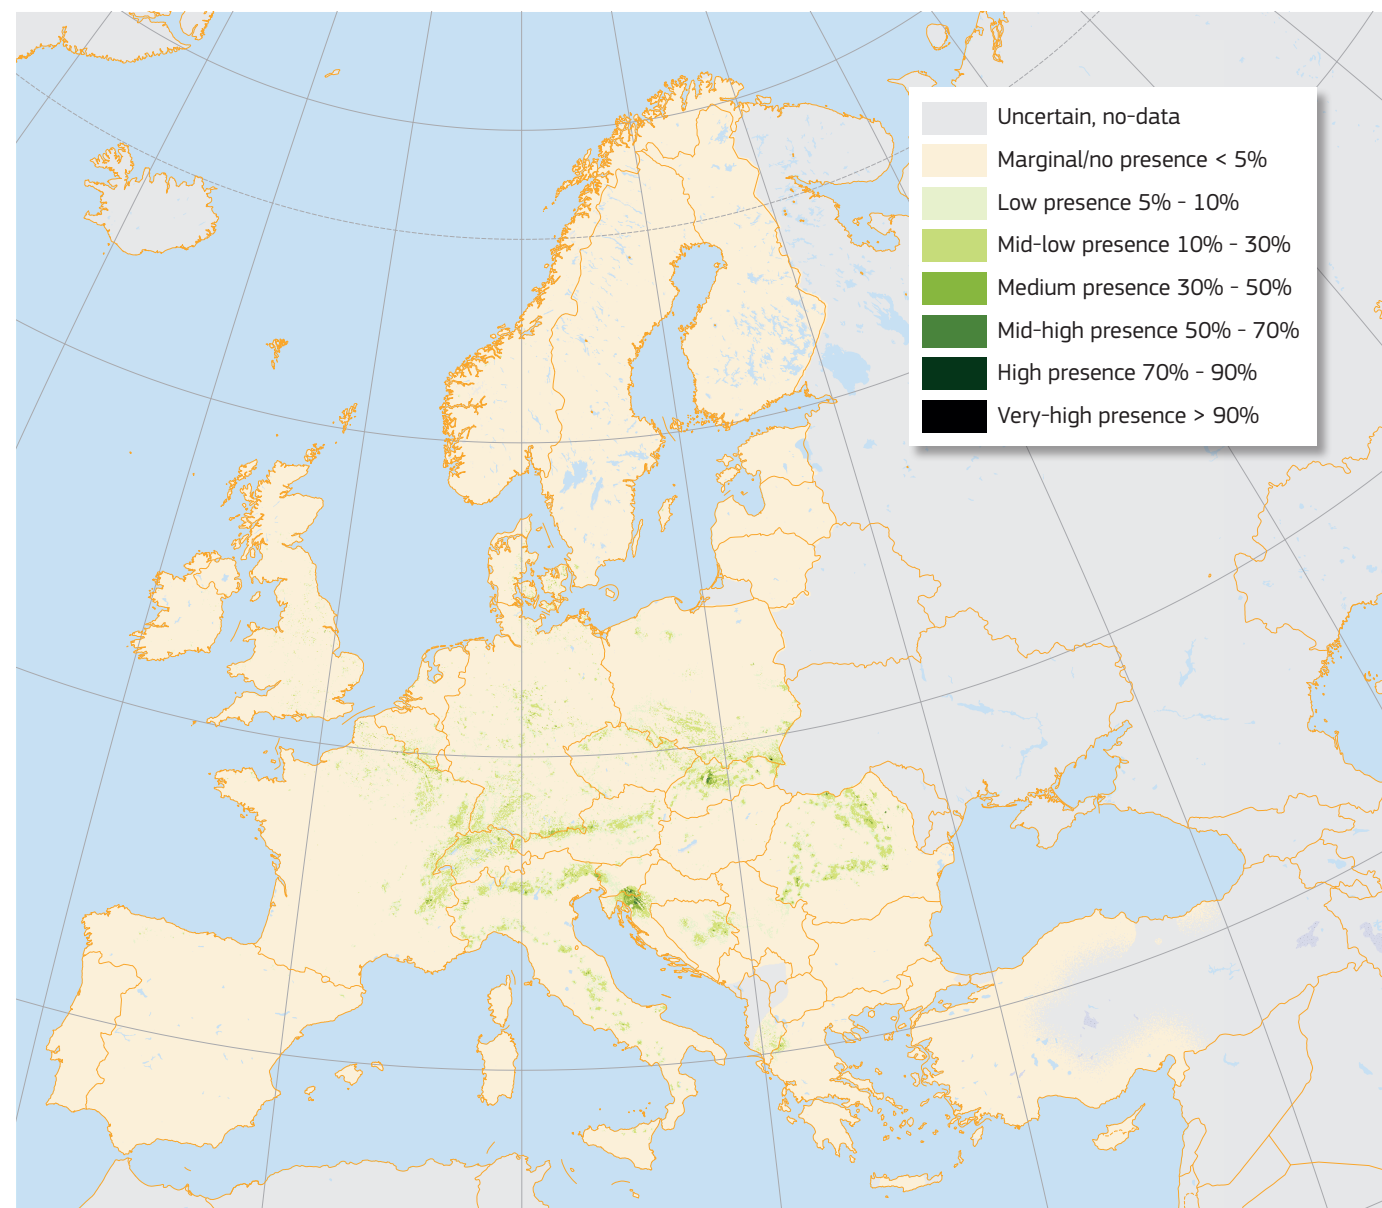 Uncertain, no-data
Marginal/no presence < 5%
Low presence 5% - 10%
Mid-low presence 10% - 30%
Medium presence 30% - 50%
Mid-high presence 50% - 70%
High presence 70% - 90%
Very-high presence > 90%